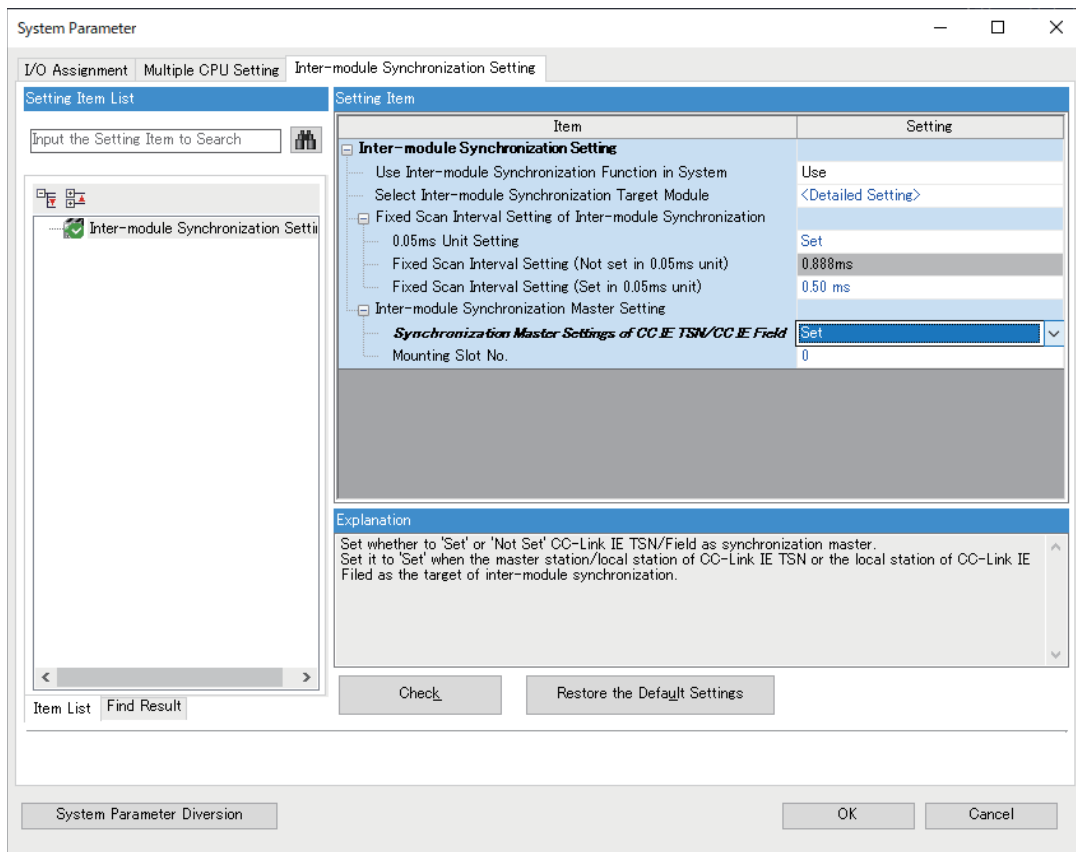 System Parameter
I/O Assignment Multiple CPU Setting Inter-module Synchronization Setting
Setting Item List
Input the Setting Item to Search
Inter-module Synchronization Setti
Item List Find Result
Setting Item
Item Setting
Inter-module Synchronization Setting
Use Inter-module Synchronization Function in System Use
Select Inter-module Synchronization Target Module <Detailed Setting>
Fixed Scan Interval Setting of Inter-module Synchronization
0.05ms Unit Setting Set
Fixed Scan Interval Setting (Not set in 0.05ms unit) 0.888ms
Fixed Scan Interval Setting (Set in 0.05ms unit) 0.50 ms
Inter-module Synchronization Master Setting
Synchronization Master Settings of CC IE TSN/CC IE Field Set
Mounting Slot No. 0
Explanation
Set whether to 'Set' or 'Not Set' CC-Link IE TSN/Field as synchronization master.
Set it to 'Set' when the master station/local station of CC-Link IE TSN or the local station of CC-Link IE
Filed as the target of inter-module synchronization.
Check Restore the Default Settings
System Parameter Diversion OK Cancel